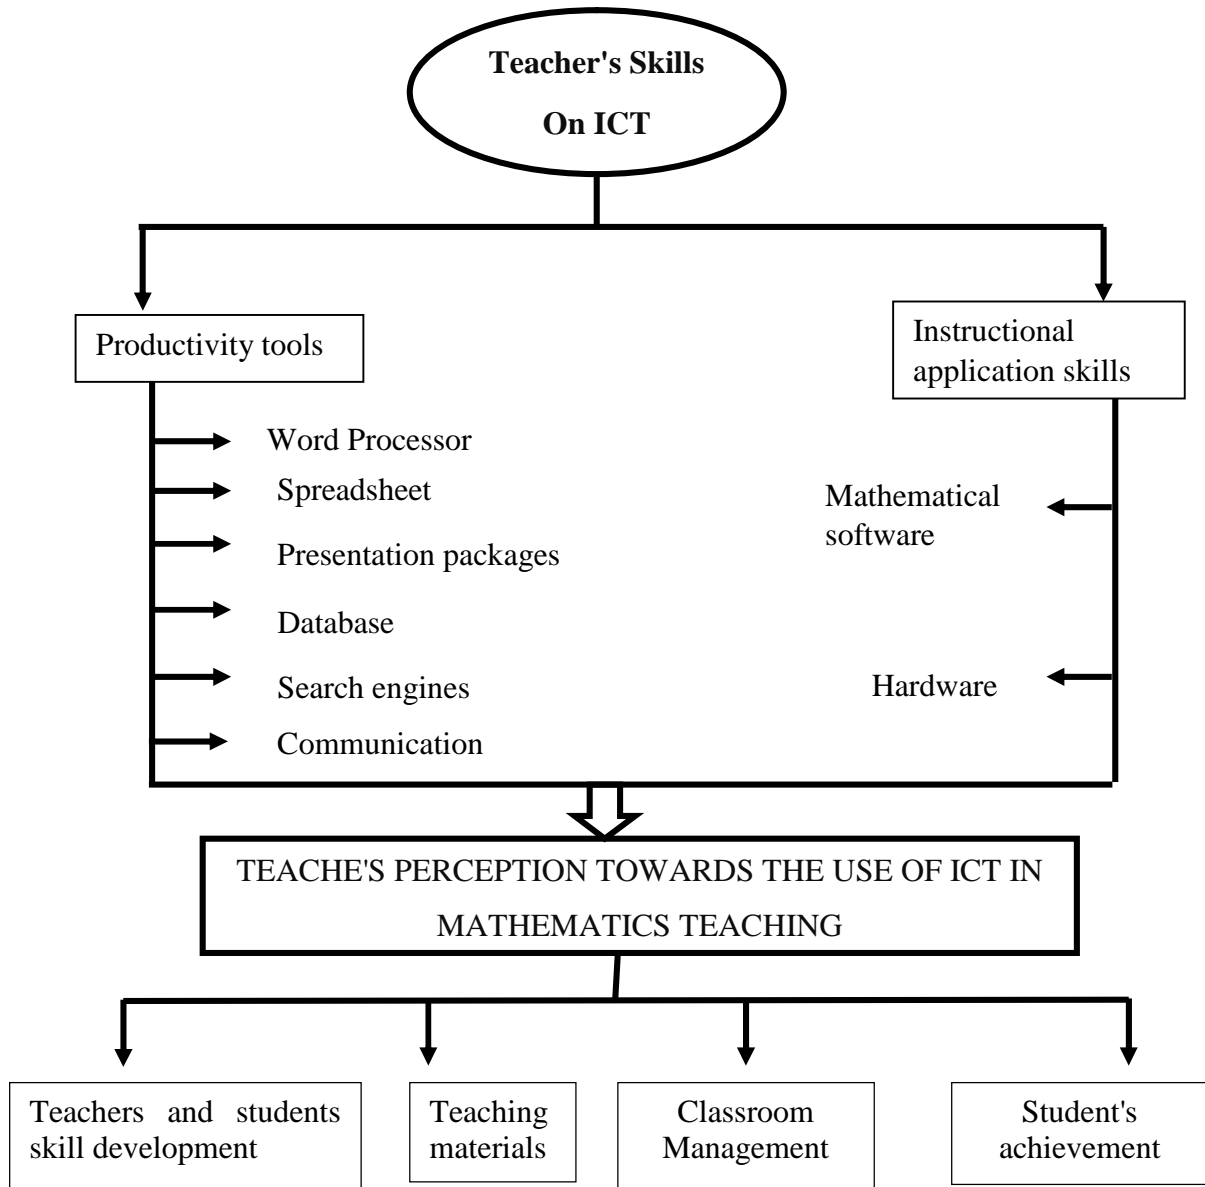 Teacher's Skills
On ICT
Productivity tools
Instructional
application skills
Word Processor
Spreadsheet
Presentation packages
Database
Search engines
Communication
Mathematical
software
Hardware
TEACHE'S PERCEPTION TOWARDS THE USE OF ICT IN
MATHEMATICS TEACHING
Teachers and students
skill development
Teaching
materials
Classroom
Management
Student's
achievement